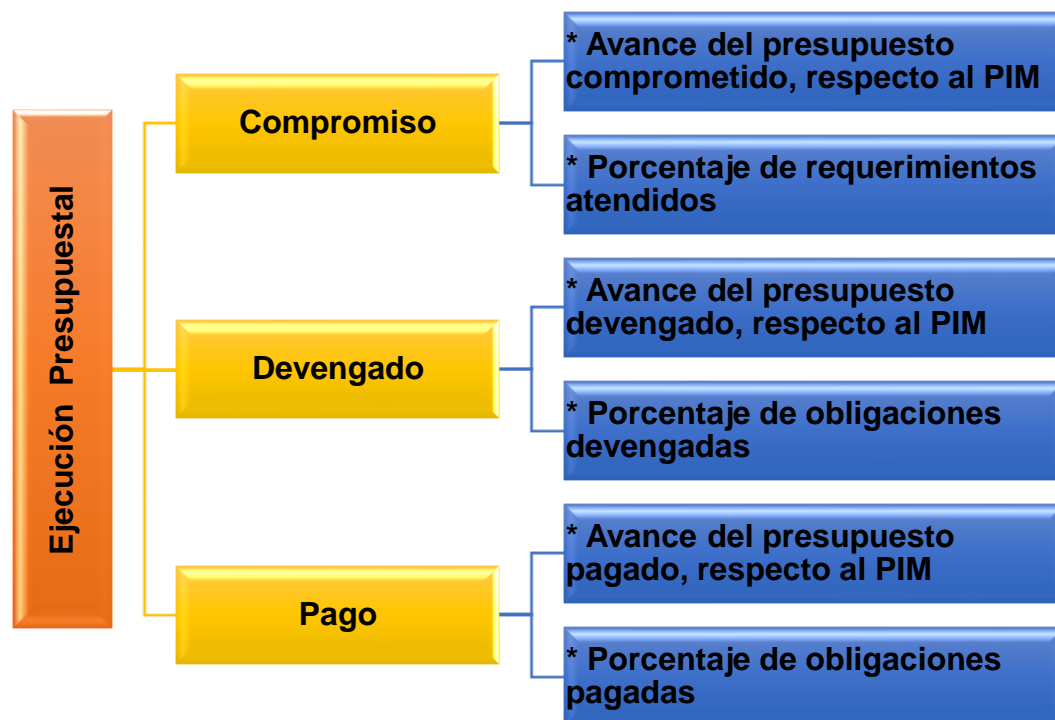 Ejecución Presupuestal
Compromiso
* Avance del presupuesto
comprometido, respecto al PIM
* Porcentaje de requerimientos
atendidos
Devengado
* Avance del presupuesto
devengado, respecto al PIM
* Porcentaje de obligaciones
devengadas
Pago
* Avance del presupuesto
pagado, respecto al PIM
* Porcentaje de obligaciones
pagadas